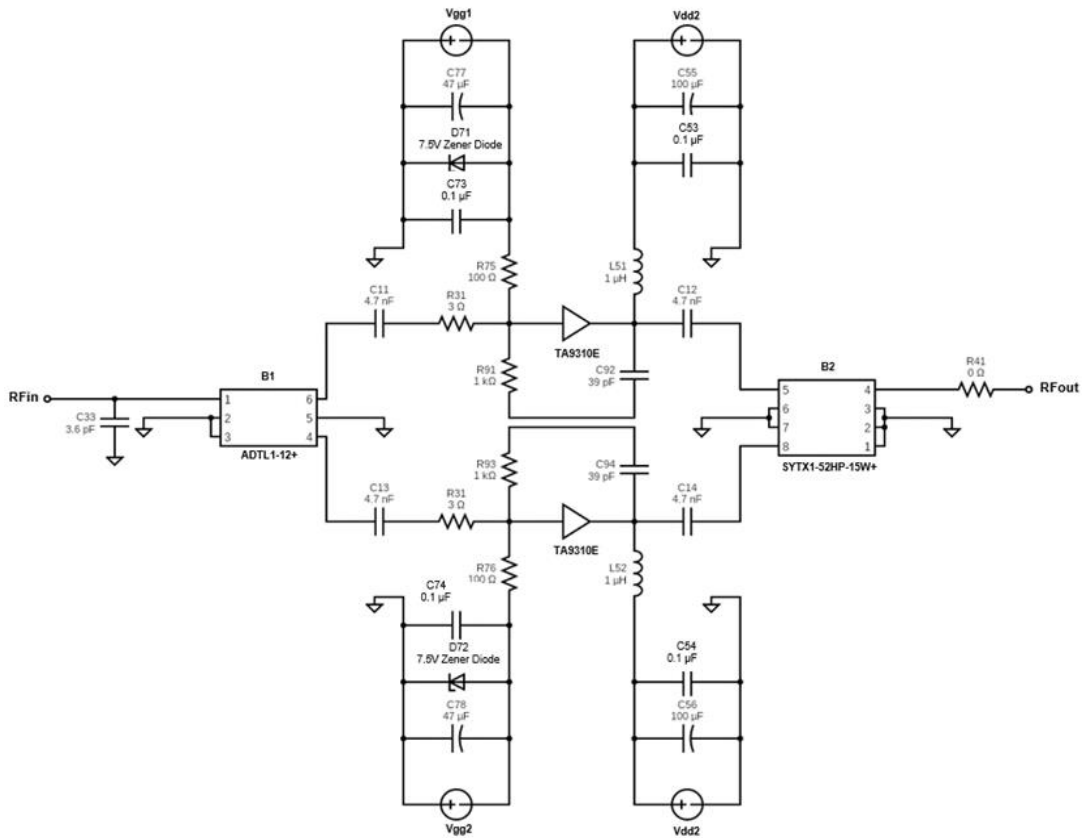 Vgg1
Vdd2
C77
47 µF
C55
100 µF
D71
7.5V Zener Diode
C53
0.1 µF
C73
0.1 µF
R75
100 Ω
L51
1 µH
C11
4.7 nF
R31
3 Ω
C12
4.7 nF
TA9310E
R91
1 kΩ
C92
39 pF
B1
B2
R41
0 Ω
RFin
RFout
C33
3.6 pF
1
2
3
6
5
4
ADTL1-12+
5
6
7
8
4
3
2
1
SYTX1-52HP-15W+
R93
1 kΩ
C94
39 pF
C13
4.7 nF
R31
3 Ω
C14
4.7 nF
TA9310E
R76
100 Ω
L52
1 µH
C74
0.1 µF
D72
7.5V Zener Diode
C54
0.1 µF
C78
47 µF
C56
100 µF
Vgg2
Vdd2